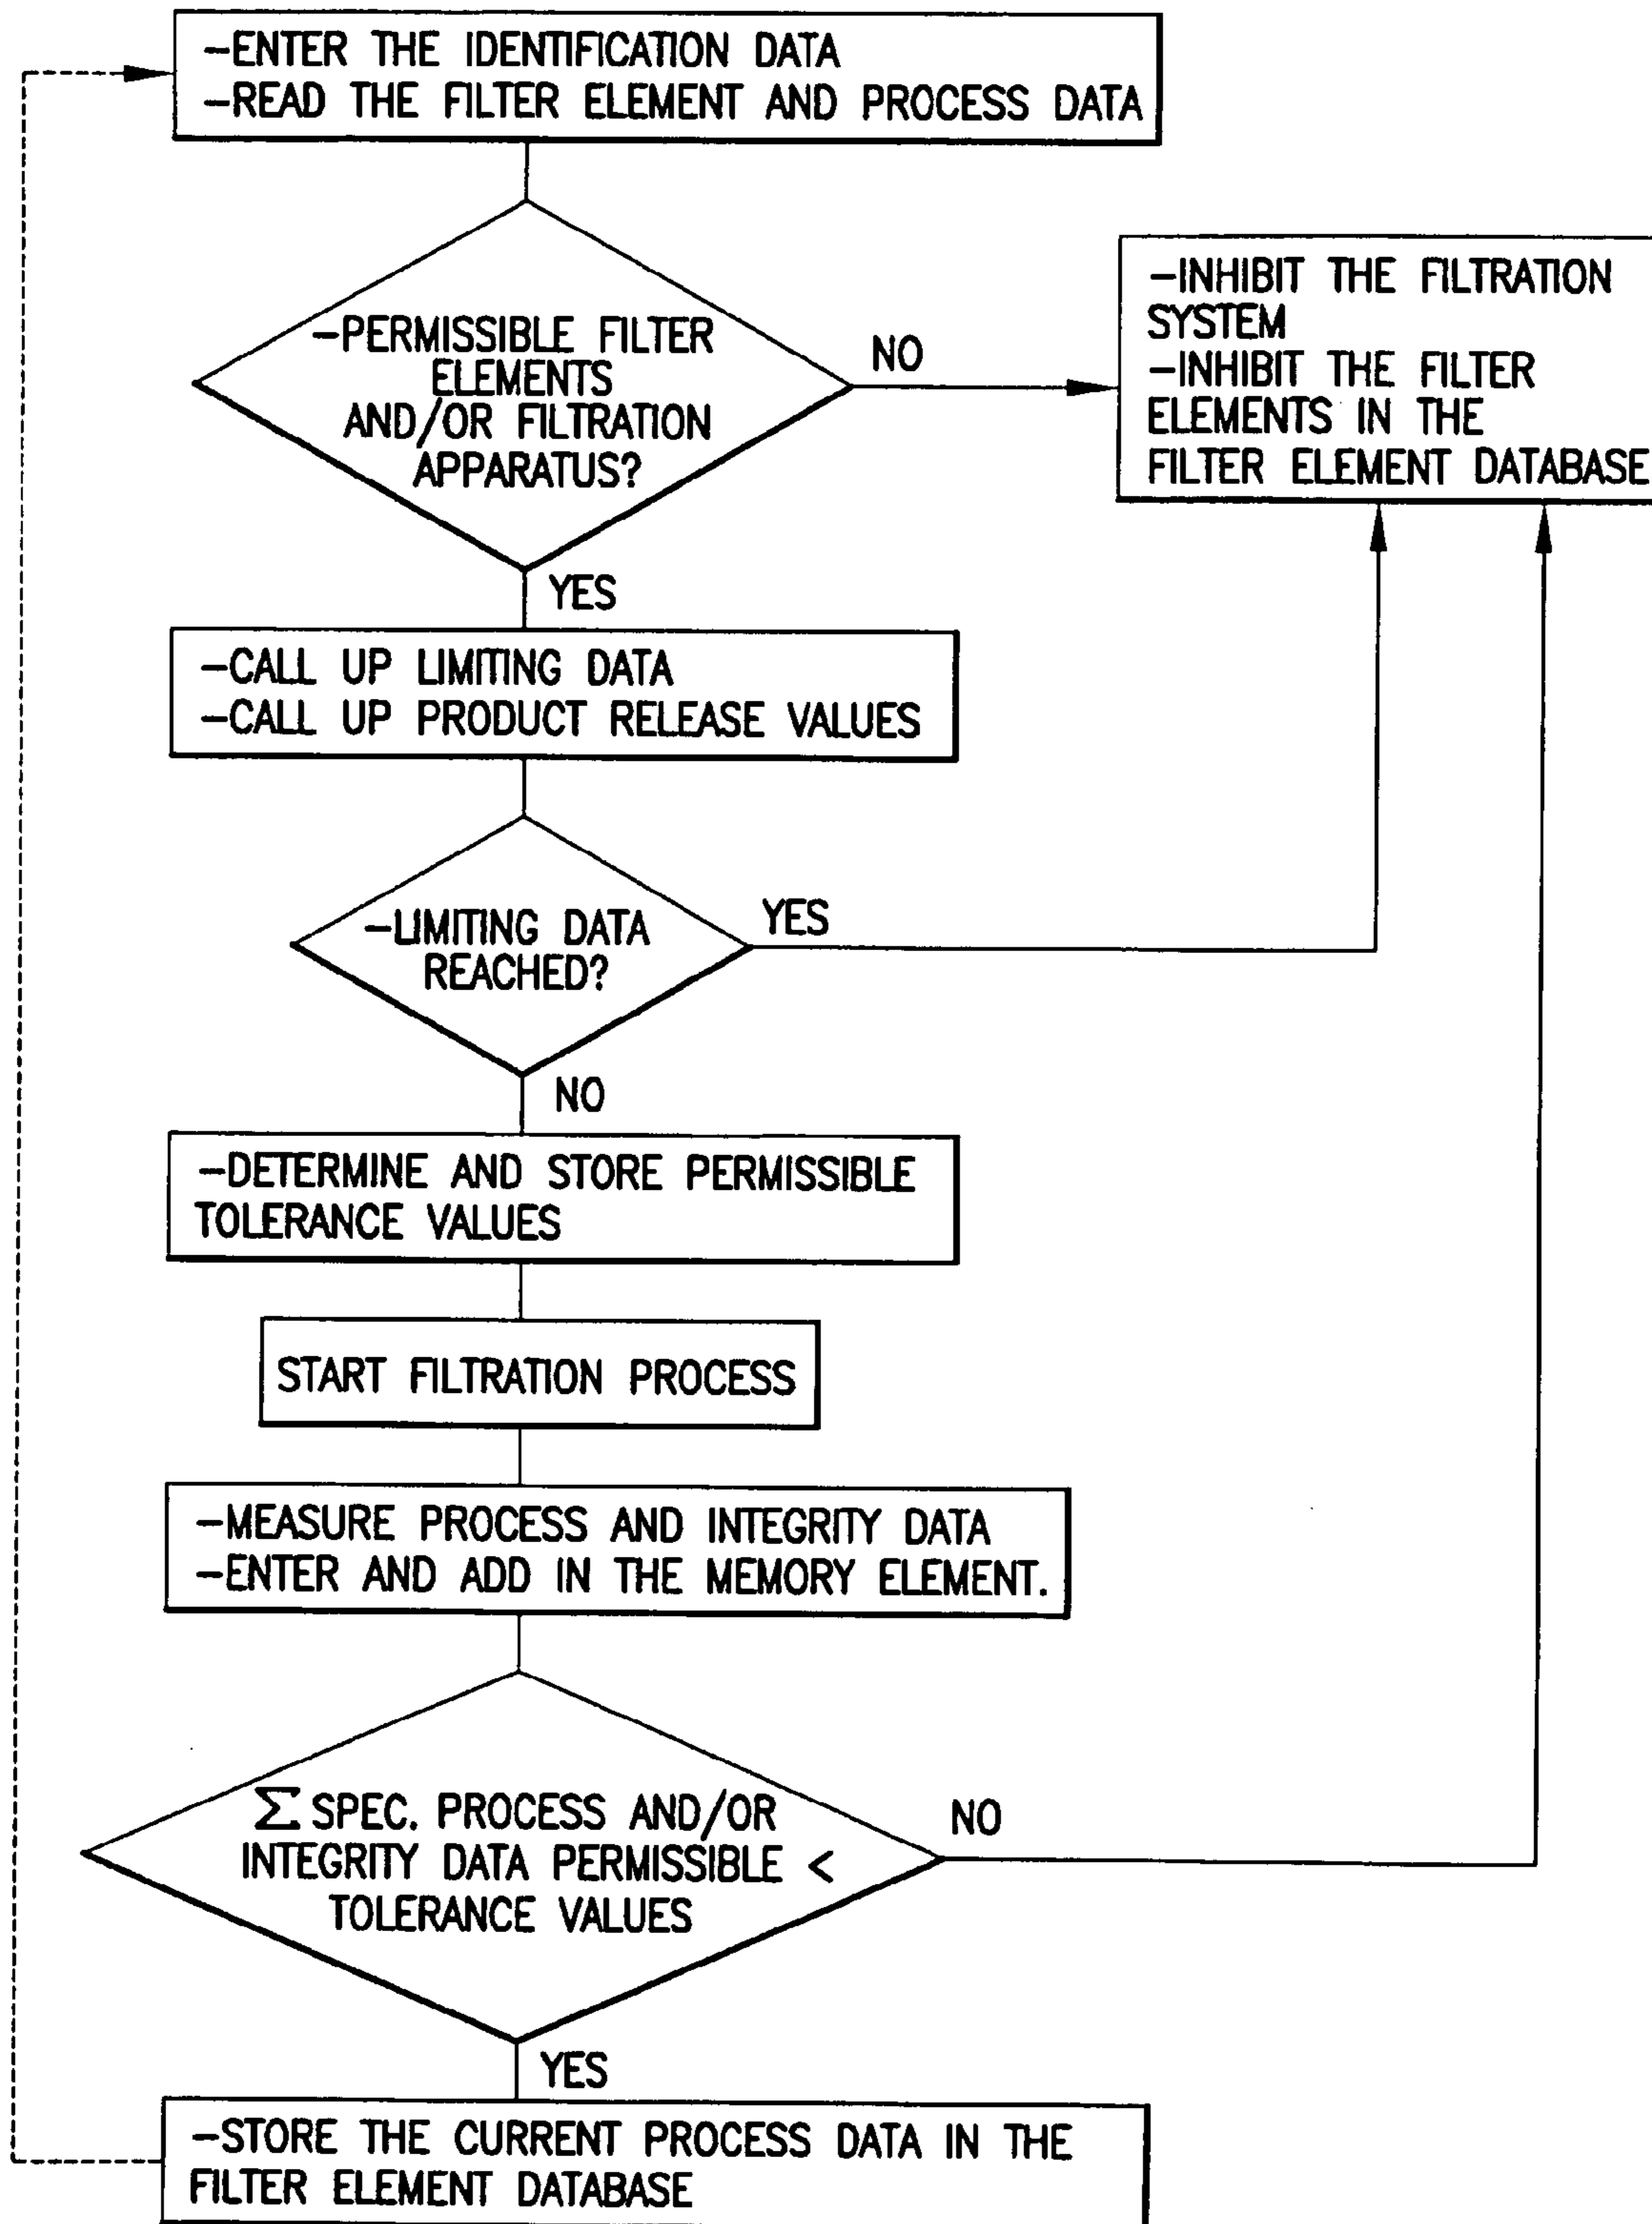 -ENTER THE IDENTIFICATION DATA
-READ THE FILTER ELEMENT AND PROCESS DATA
-PERMISSIBLE FILTER
ELEMENTS
AND/OR FILTRATION
APPARATUS?
NO
-INHIBIT THE FILTRATION
SYSTEM
-INHIBIT THE FILTER
ELEMENTS IN THE
FILTER ELEMENT DATABASE
YES
-CALL UP LIMITING DATA
-CALL UP PRODUCT RELEASE VALUES
-LIMITING DATA
REACHED?
YES
NO
-DETERMINE AND STORE PERMISSIBLE
TOLERANCE VALUES
START FILTRATION PROCESS
-MEASURE PROCESS AND INTEGRITY DATA
-ENTER AND ADD IN THE MEMORY ELEMENT.
Σ SPEC. PROCESS AND/OR
INTEGRITY DATA PERMISSIBLE <
TOLERANCE VALUES
NO
YES
-STORE THE CURRENT PROCESS DATA IN THE
FILTER ELEMENT DATABASE